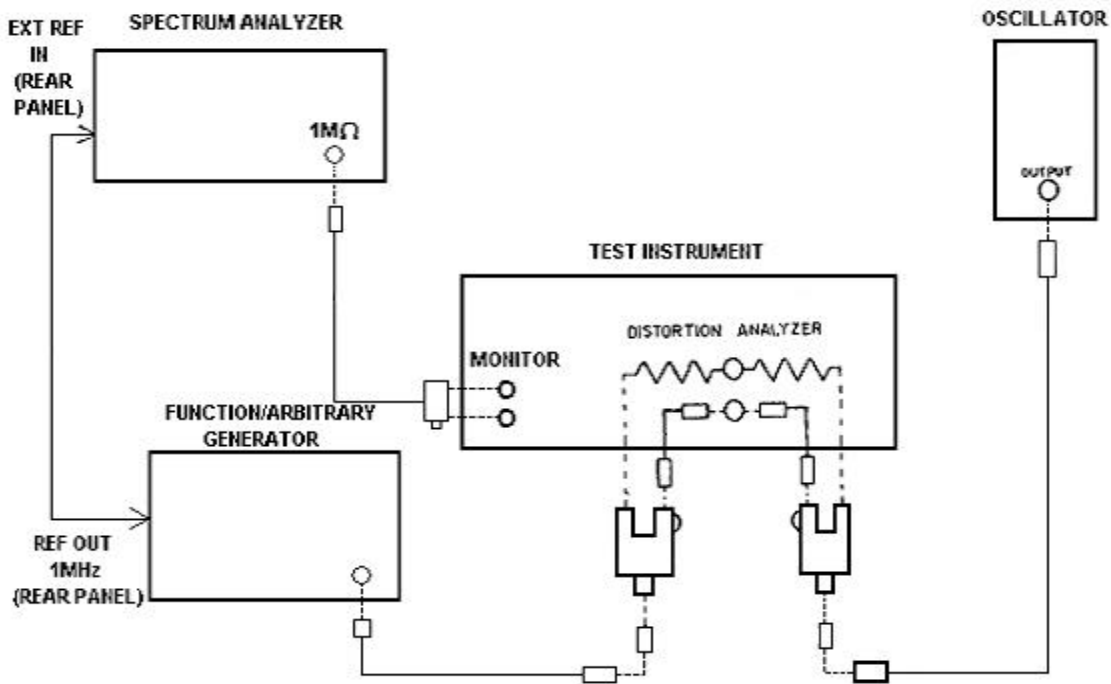 EXT REF
IN
(REAR
PANEL)
SPECTRUM ANALYZER
1MΩ
OSCILLATOR
OUTPUT
TEST INSTRUMENT
DISTORTION ANALYZER
MONITOR
FUNCTION/ARBITRARY
GENERATOR
REF OUT
1MHz
(REAR PANEL)